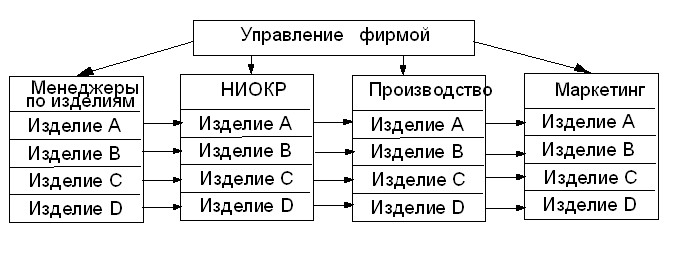 Управление фирмой
Менеджеры
по изделиям
Изделие А
Изделие В
Изделие С
Изделие D
НИОКР
Изделие А
Изделие В
Изделие С
Изделие D
Производство
Изделие А
Изделие В
Изделие С
Изделие D
Маркетинг
Изделие А
Изделие В
Изделие С
Изделие D